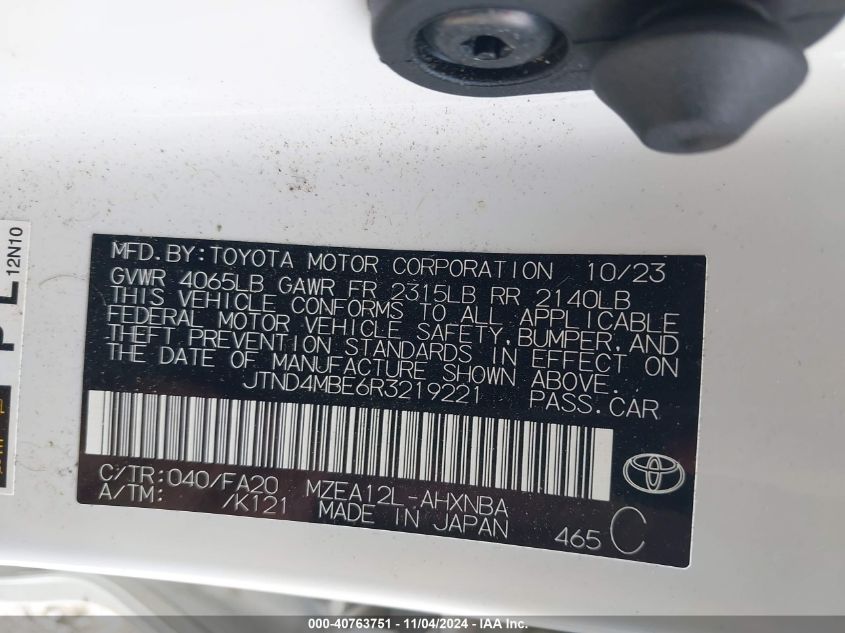 MFD.BY:TOYOTA MOTOR CORPORATION 10/23
GVWR 4065LB GAWR FR 2315LB RR 2140LB
THIS VEHICLE CONFORMS TO ALL APPLICABLE
FEDERAL MOTOR VEHICLE SAFETY,BUMPER,AND
THEFT PREVENTION STANDARDS IN EFFECT ON
THE DATE OF MANUFACTURE SHOWN ABOVE.
JTND4MBE6R3219221 PASS.CAR
C/TR:040/FA20 MZEA12L-AHXNBA
A/TM: /K121 MADE IN JAPAN 465 C
12N10
000-40763751 - 11/04/2024 - IAAI.com